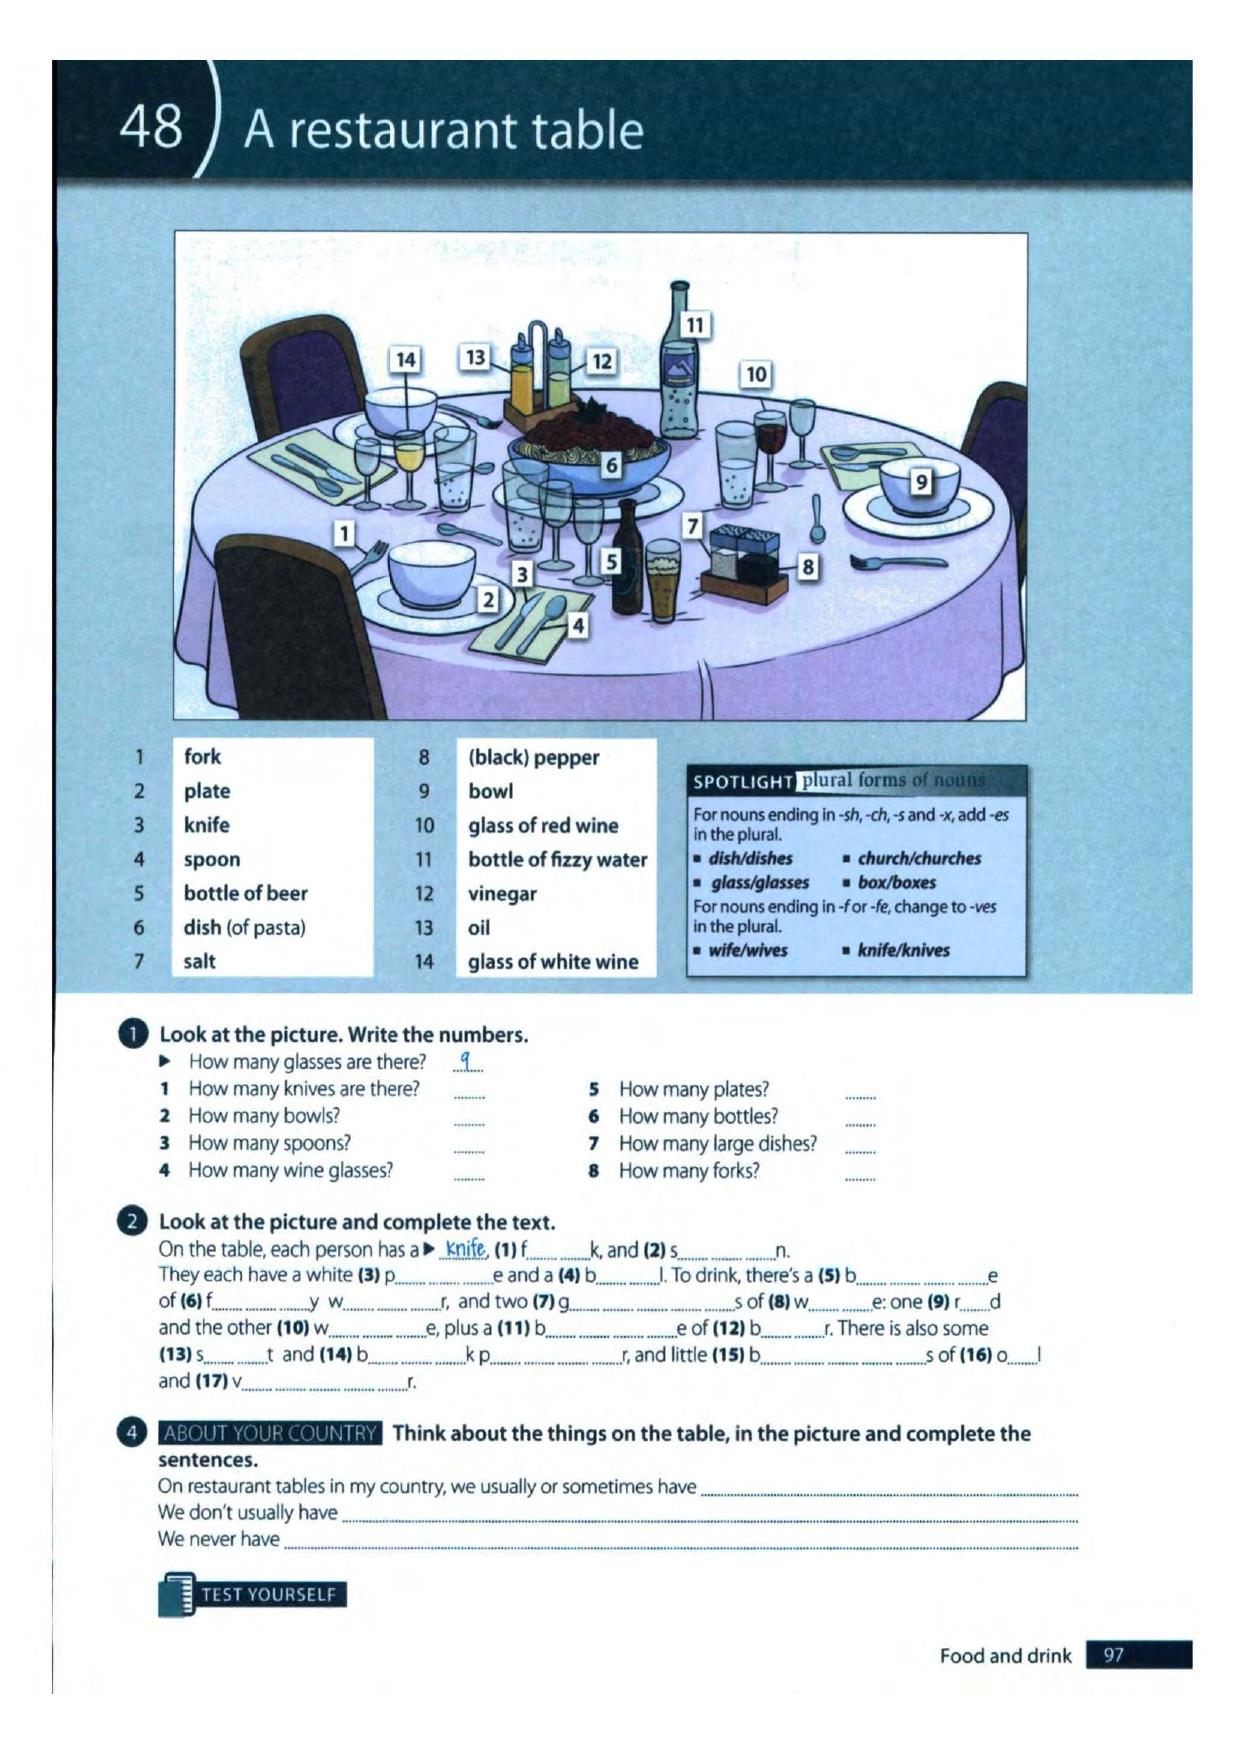 48 A restaurant table
11
14
13
12
10
6
9
1
7
5
8
3
2
4
1 fork
2 plate
3 knife
4 spoon
5 bottle of beer
6 dish (of pasta)
7 salt
8 (black) pepper
9 bowl
10 glass of red wine
11 bottle of fizzy water
12 vinegar
13 oil
14 glass of white wine
SPOTLIGHT plural forms of nouns
For nouns ending in -sh, -ch, -s and -x, add -es
in the plural.
▪ dish/dishes ▪ church/churches
▪ glass/glasses ▪ box/boxes
For nouns ending in -f or -fe, change to -ves
in the plural.
▪ wife/wives ▪ knife/knives
1 Look at the picture. Write the numbers.
▶ How many glasses are there? 9
1 How many knives are there? ........
2 How many bowls? ........
3 How many spoons? ........
4 How many wine glasses? ........
5 How many plates? ........
6 How many bottles? ........
7 How many large dishes? ........
8 How many forks? ........
2 Look at the picture and complete the text.
On the table, each person has a ▶ knife, (1) f........ ........k, and (2) s........ ........ ........n.
They each have a white (3) p........ ........ ........e and a (4) b........ ........l. To drink, there's a (5) b........ ........ ........ ........e
of (6) f........ ........ ........y w........ ........ ........r, and two (7) g........ ........ ........ ........ ........s of (8) w........ ........e: one (9) r........d
and the other (10) w........ ........ ........e, plus a (11) b........ ........ ........ ........e of (12) b........ ........r. There is also some
(13) s........ ........t and (14) b........ ........ ........k p........ ........ ........ ........r, and little (15) b........ ........ ........ ........ ........s of (16) o........l
and (17) v........ ........ ........ ........ ........r.
4 ABOUT YOUR COUNTRY Think about the things on the table, in the picture and complete the
sentences.
On restaurant tables in my country, we usually or sometimes have ........
We don't usually have ........
We never have ........
TEST YOURSELF
Food and drink 97